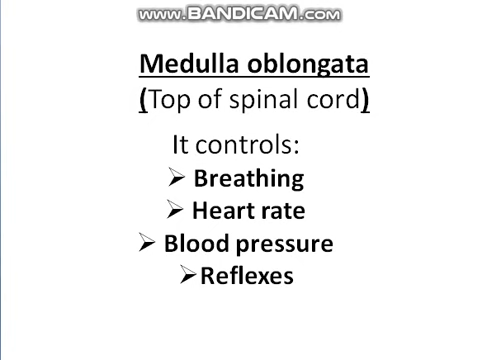 www.BANDICAM.com
Medulla oblongata
(Top of spinal cord)
It controls:
➢ Breathing
➢ Heart rate
➢ Blood pressure
➢Reflexes